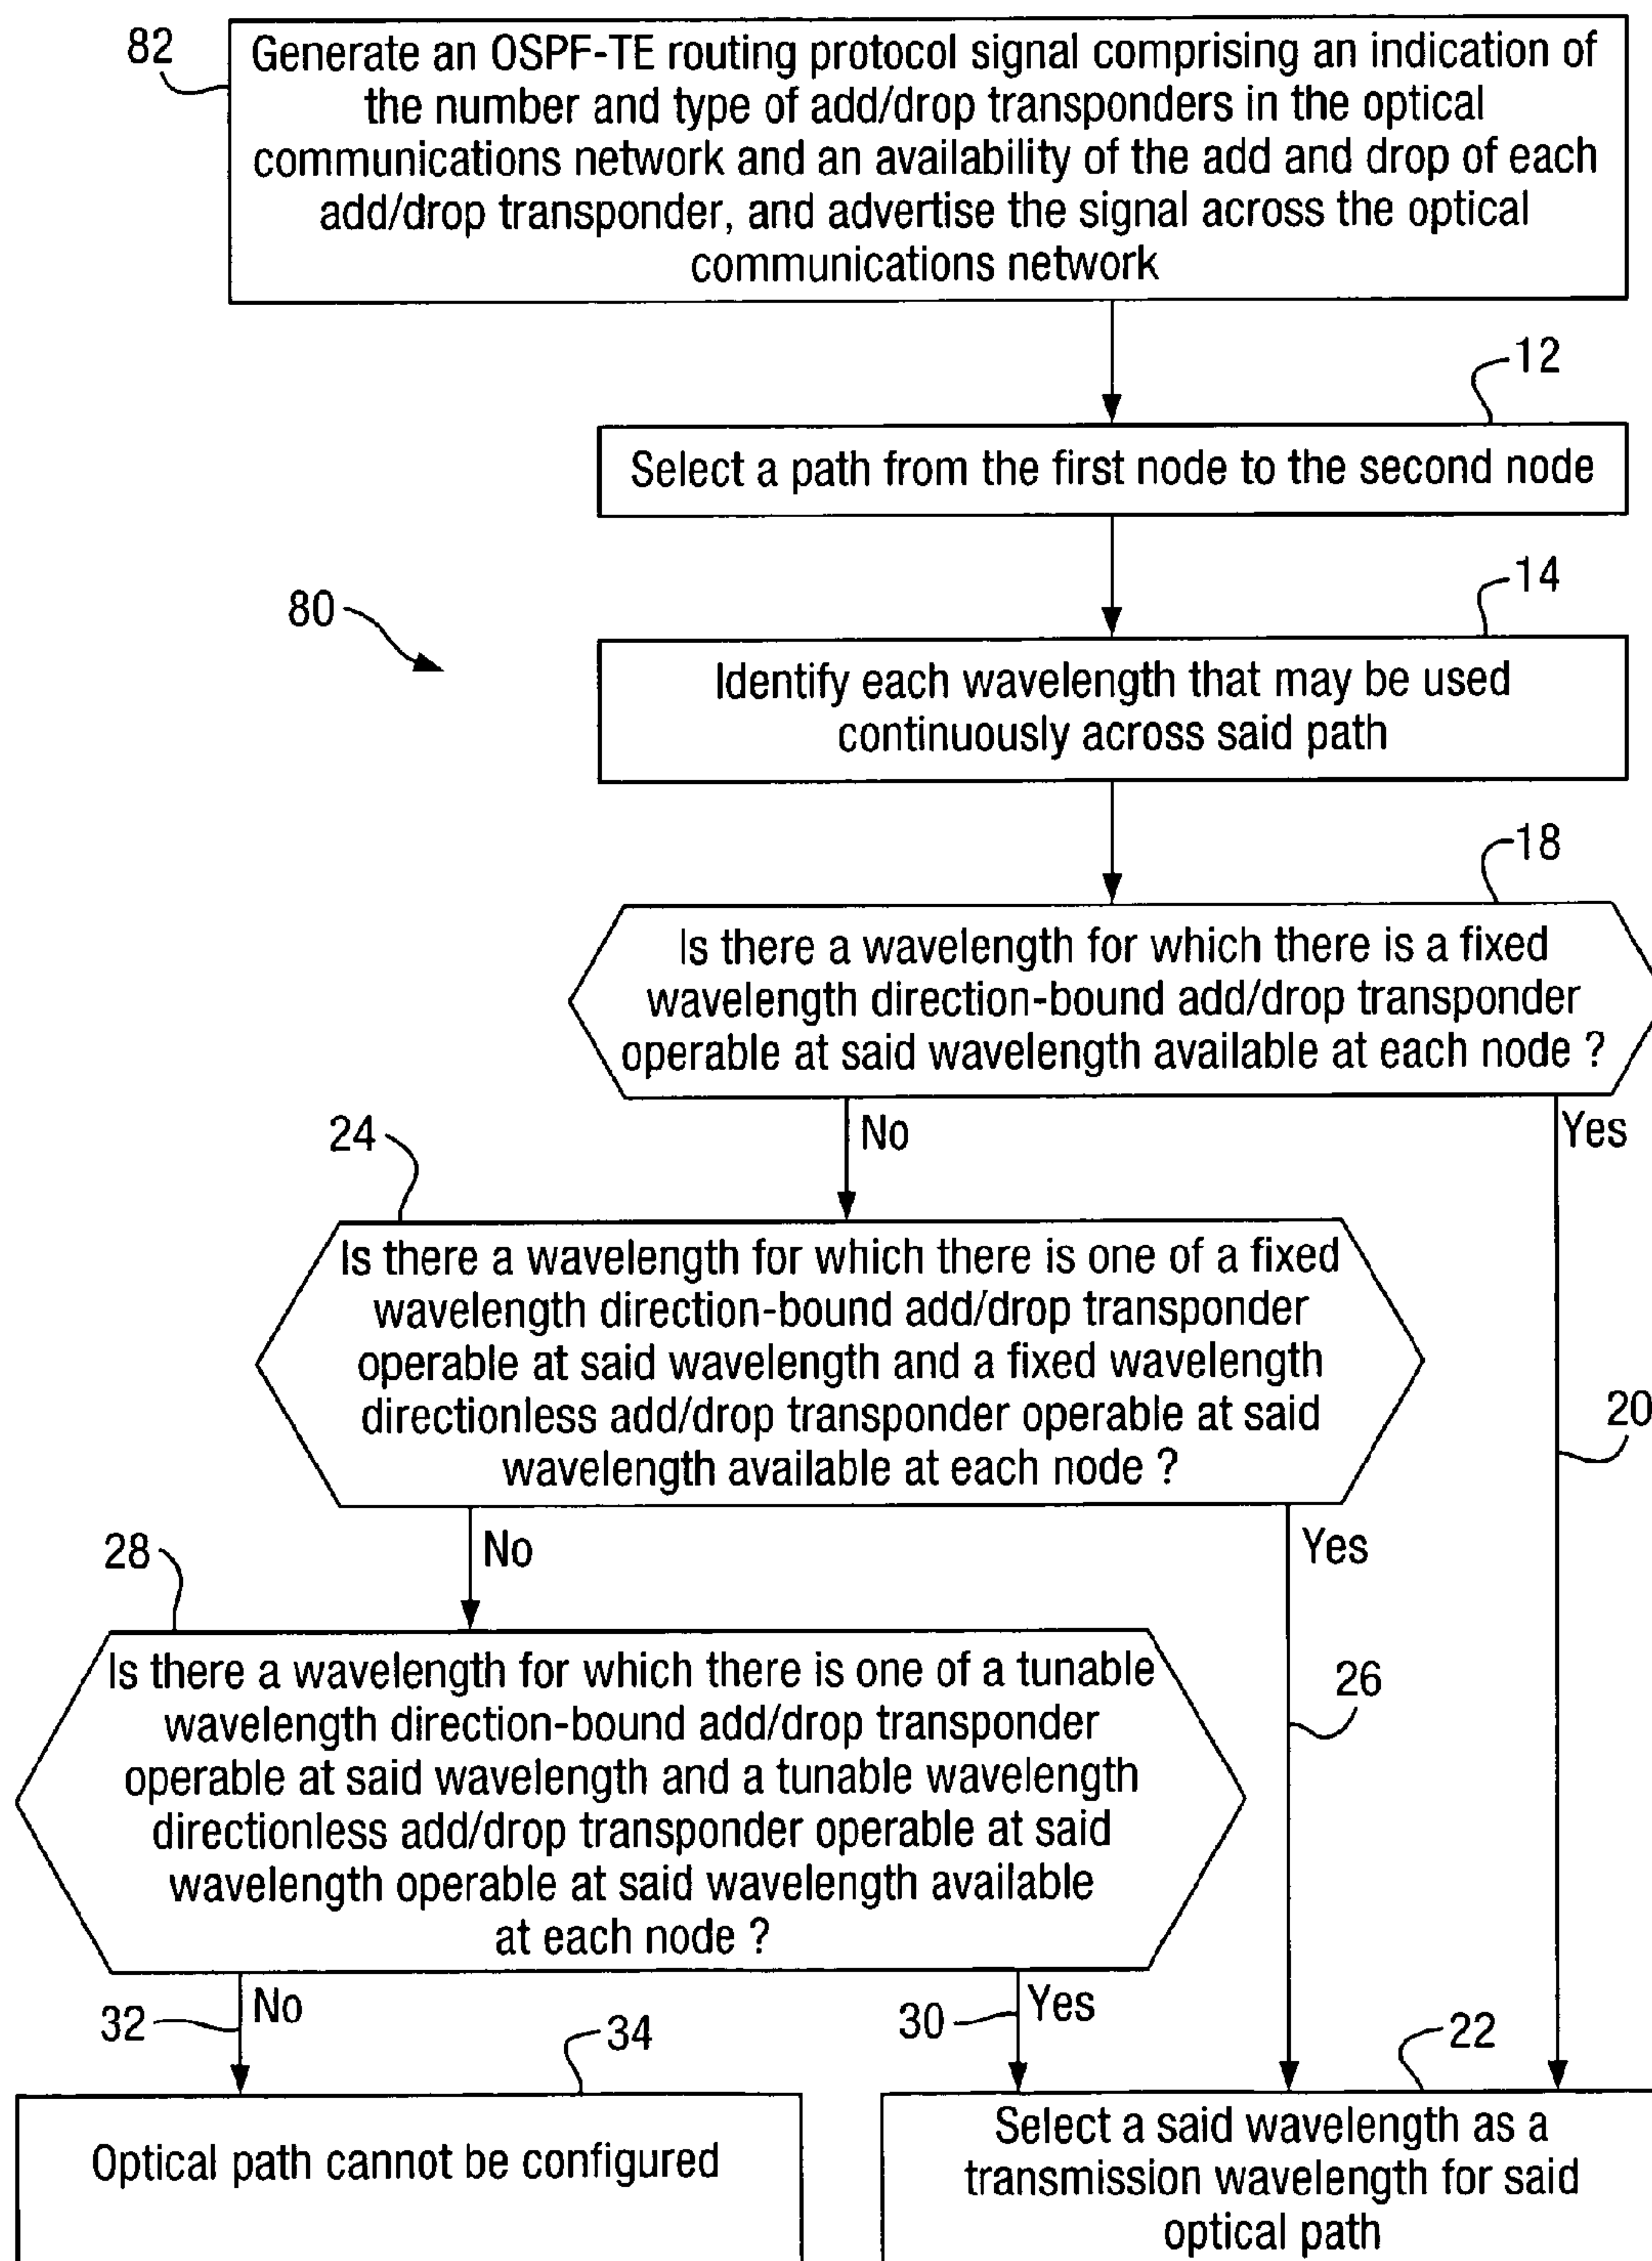 82
Generate an OSPF-TE routing protocol signal comprising an indication of
the number and type of add/drop transponders in the optical
communications network and an availability of the add and drop of each
add/drop transponder, and advertise the signal across the optical
communications network
12
Select a path from the first node to the second node
80
14
Identify each wavelength that may be used
continuously across said path
18
Is there a wavelength for which there is a fixed
wavelength direction-bound add/drop transponder
operable at said wavelength available at each node ?
No
Yes
24
Is there a wavelength for which there is one of a fixed
wavelength direction-bound add/drop transponder
operable at said wavelength and a fixed wavelength
directionless add/drop transponder operable at said
wavelength available at each node ?
20
No
Yes
28
Is there a wavelength for which there is one of a tunable
wavelength direction-bound add/drop transponder
operable at said wavelength and a tunable wavelength
directionless add/drop transponder operable at said
wavelength operable at said wavelength available
at each node ?
26
32
No
30
Yes
34
22
Optical path cannot be configured
Select a said wavelength as a
transmission wavelength for said
optical path